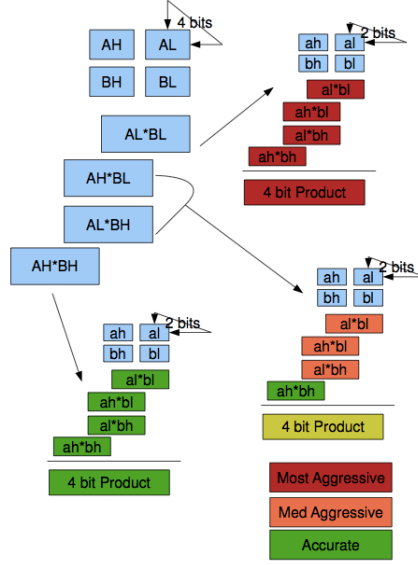 4 bits
AH AL
BH BL
AL*BL
AH*BL
AL*BH
AH*BH
2 bits
ah al
bh bl
al*bl
ah*bl
al*bh
ah*bh
4 bit Product
2 bits
ah al
bh bl
al*bl
ah*bl
al*bh
ah*bh
4 bit Product
2 bits
ah al
bh bl
al*bl
ah*bl
al*bh
ah*bh
4 bit Product
Most Aggressive
Med Aggressive
Accurate